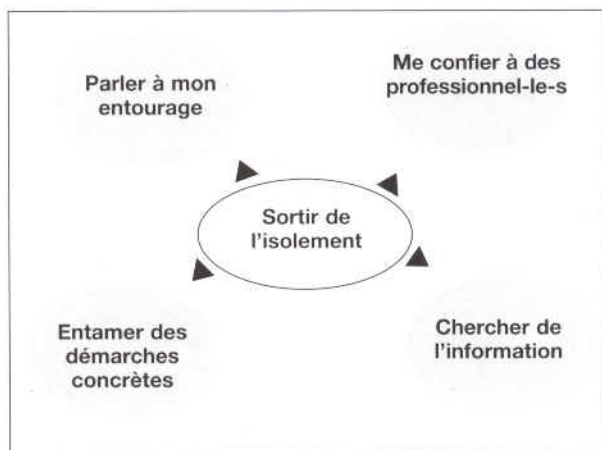 Parler à mon
entourage
Me confier à des
professionnel-le-s
Sortir de
l'isolement
Entamer des
démarches
concrètes
Chercher de
l'information